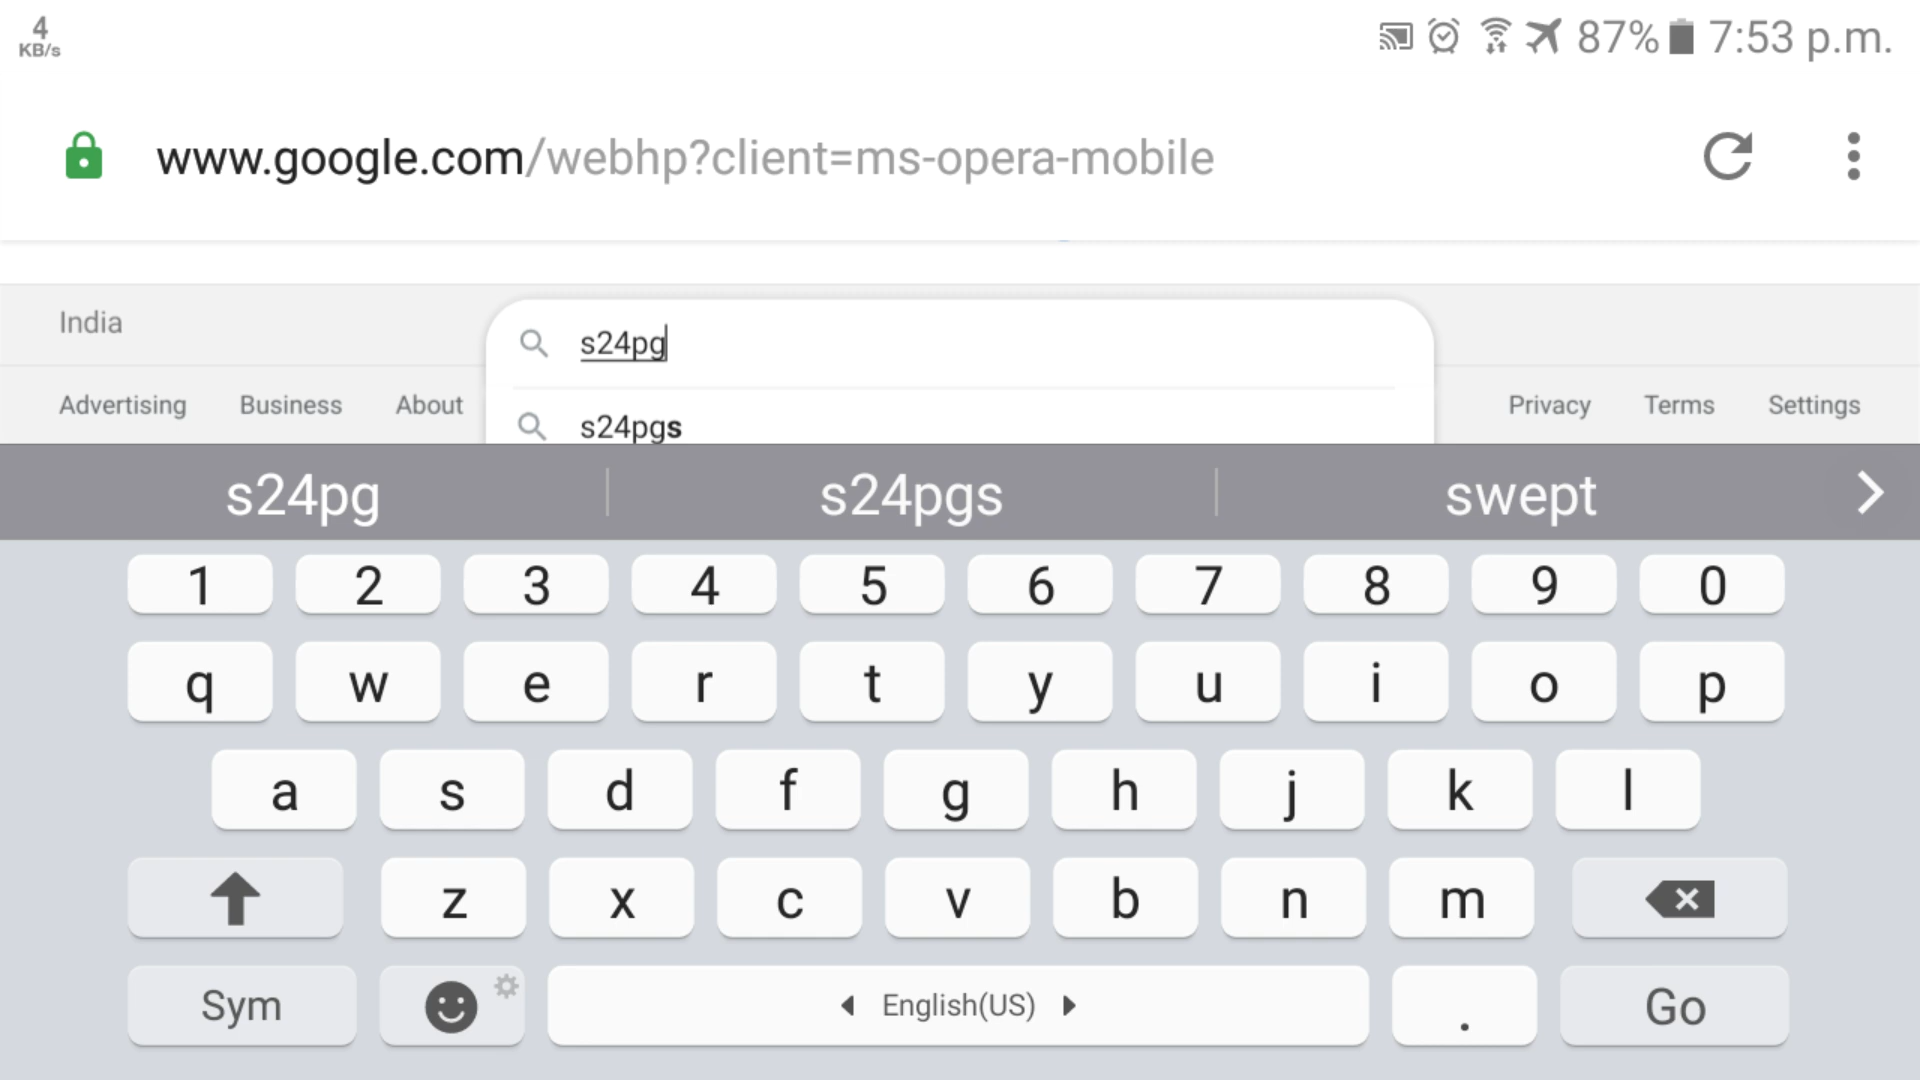 4
KB/s
87% 7:53 p.m.
www.google.com/webhp?client=ms-opera-mobile
India
s24pg
Advertising Business About
s24pgs
Privacy Terms Settings
s24pg s24pgs swept
1 2 3 4 5 6 7 8 9 0
q w e r t y u i o p
a s d f g h j k l
z x c v b n m
Sym English(US) . Go